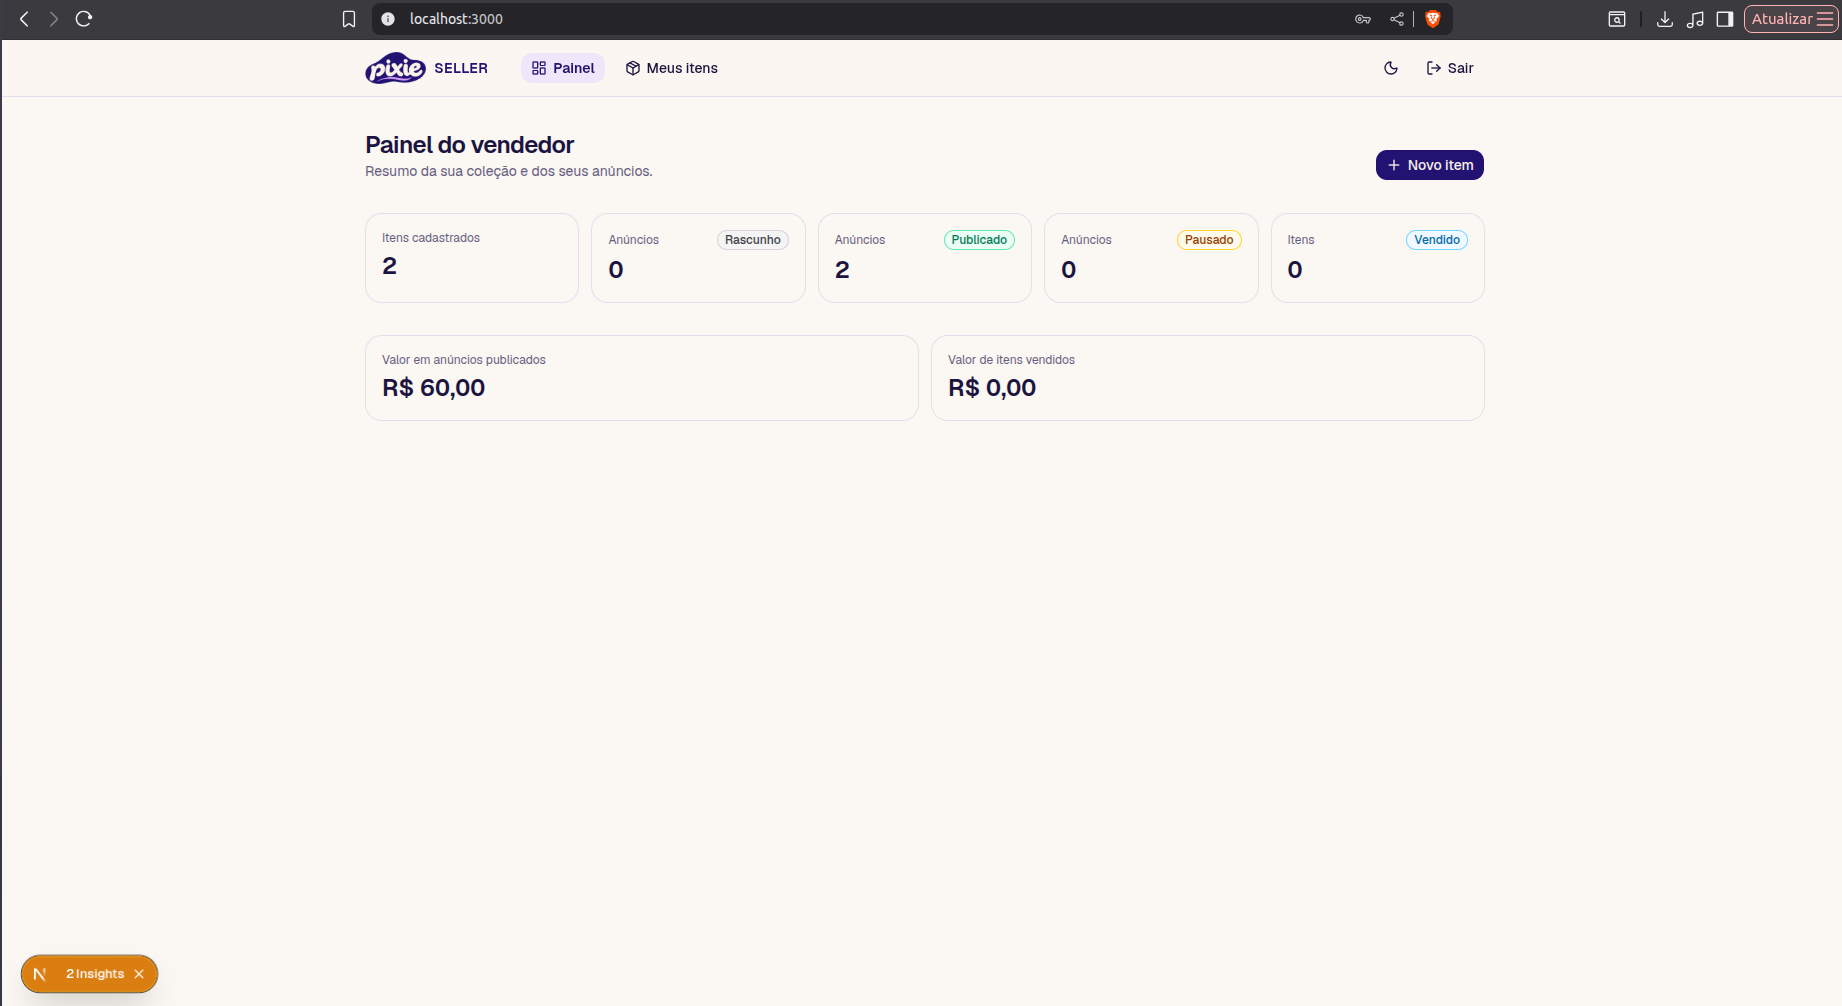 localhost:3000
Atualizar
pixie SELLER Painel Meus itens Sair
Painel do vendedor
Resumo da sua coleção e dos seus anúncios.
+ Novo item
Itens cadastrados
2
Anúncios Rascunho
0
Anúncios Publicado
2
Anúncios Pausado
0
Itens Vendido
0
Valor em anúncios publicados
R$ 60,00
Valor de itens vendidos
R$ 0,00
N 2 Insights